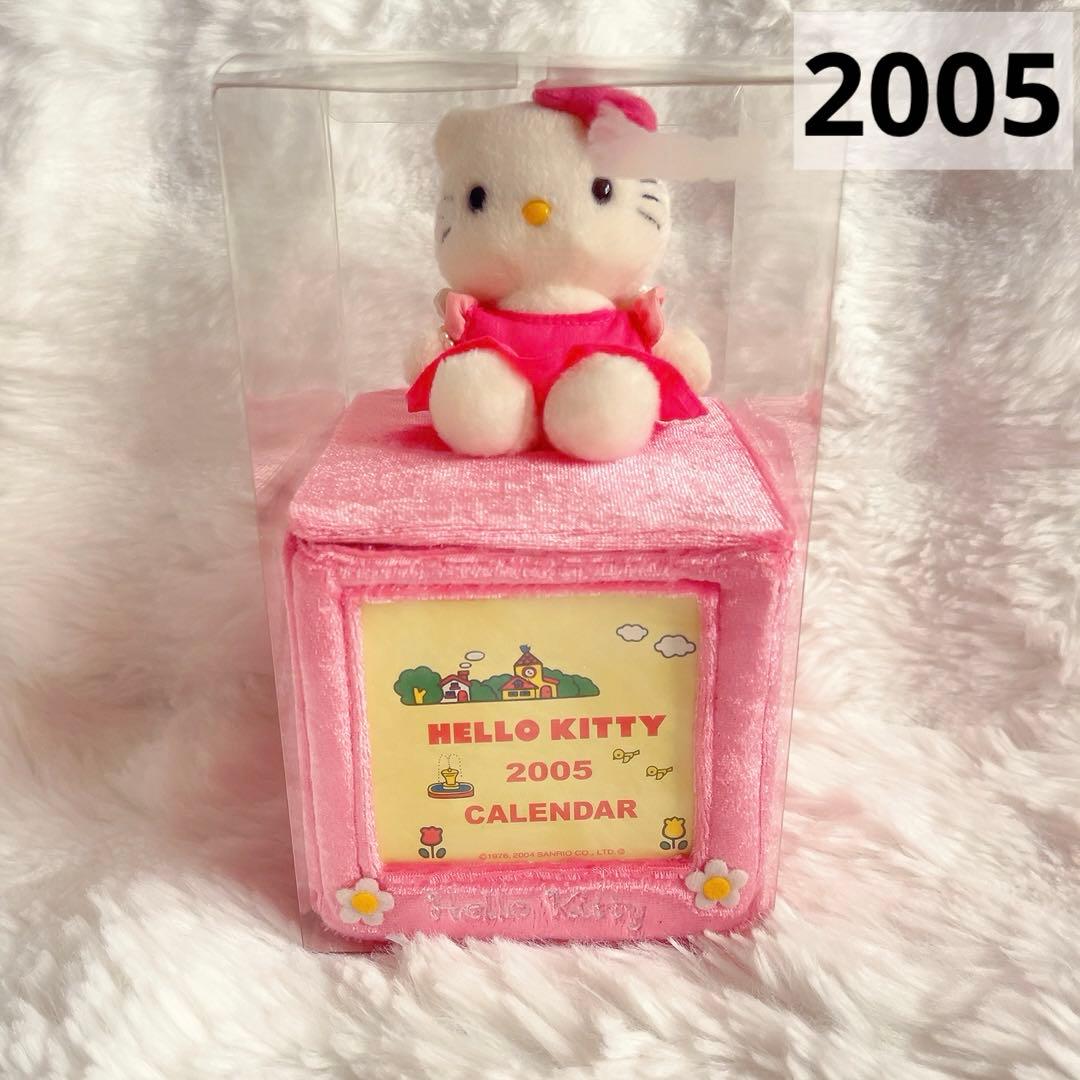 2005
HELLO KITTY
2005
CALENDAR
©1976, 2004 SANRIO CO., LTD.
Hello Kitty